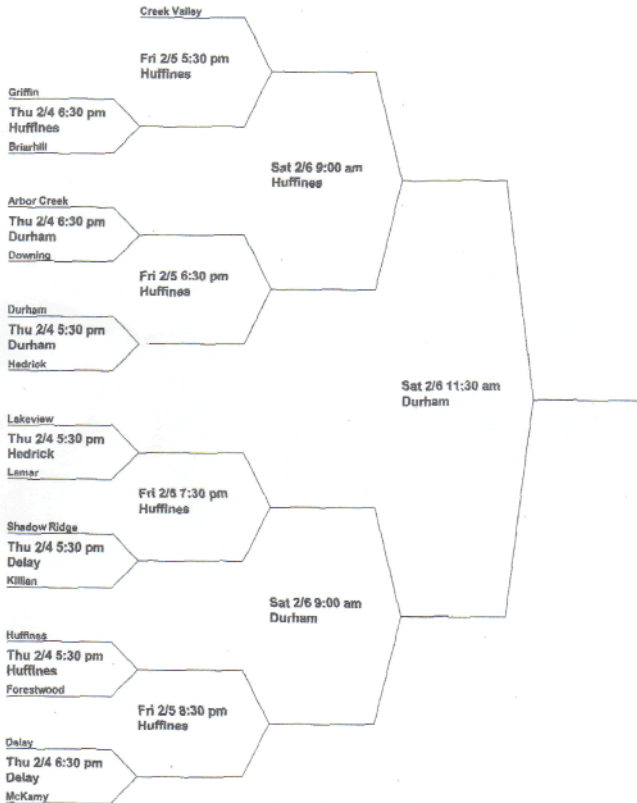 Creek Valley
Fri 2/5 5:30 pm
Huffines
Griffin
Thu 2/4 6:30 pm
Huffines
Briarhill
Sat 2/6 9:00 am
Huffines
Arbor Creek
Thu 2/4 6:30 pm
Durham
Downing
Fri 2/5 6:30 pm
Huffines
Durham
Thu 2/4 5:30 pm
Durham
Hedrick
Sat 2/6 11:30 am
Durham
Lakeview
Thu 2/4 5:30 pm
Hedrick
Lamar
Fri 2/5 7:30 pm
Huffines
Shadow Ridge
Thu 2/4 5:30 pm
Delay
Killian
Sat 2/6 9:00 am
Durham
Huffines
Thu 2/4 5:30 pm
Huffines
Forestwood
Fri 2/5 8:30 pm
Huffines
Delay
Thu 2/4 6:30 pm
Delay
McKamy